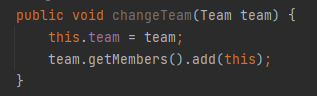 public void changeTeam(Team team) {
    this.team = team;
    team.getMembers().add(this);
}